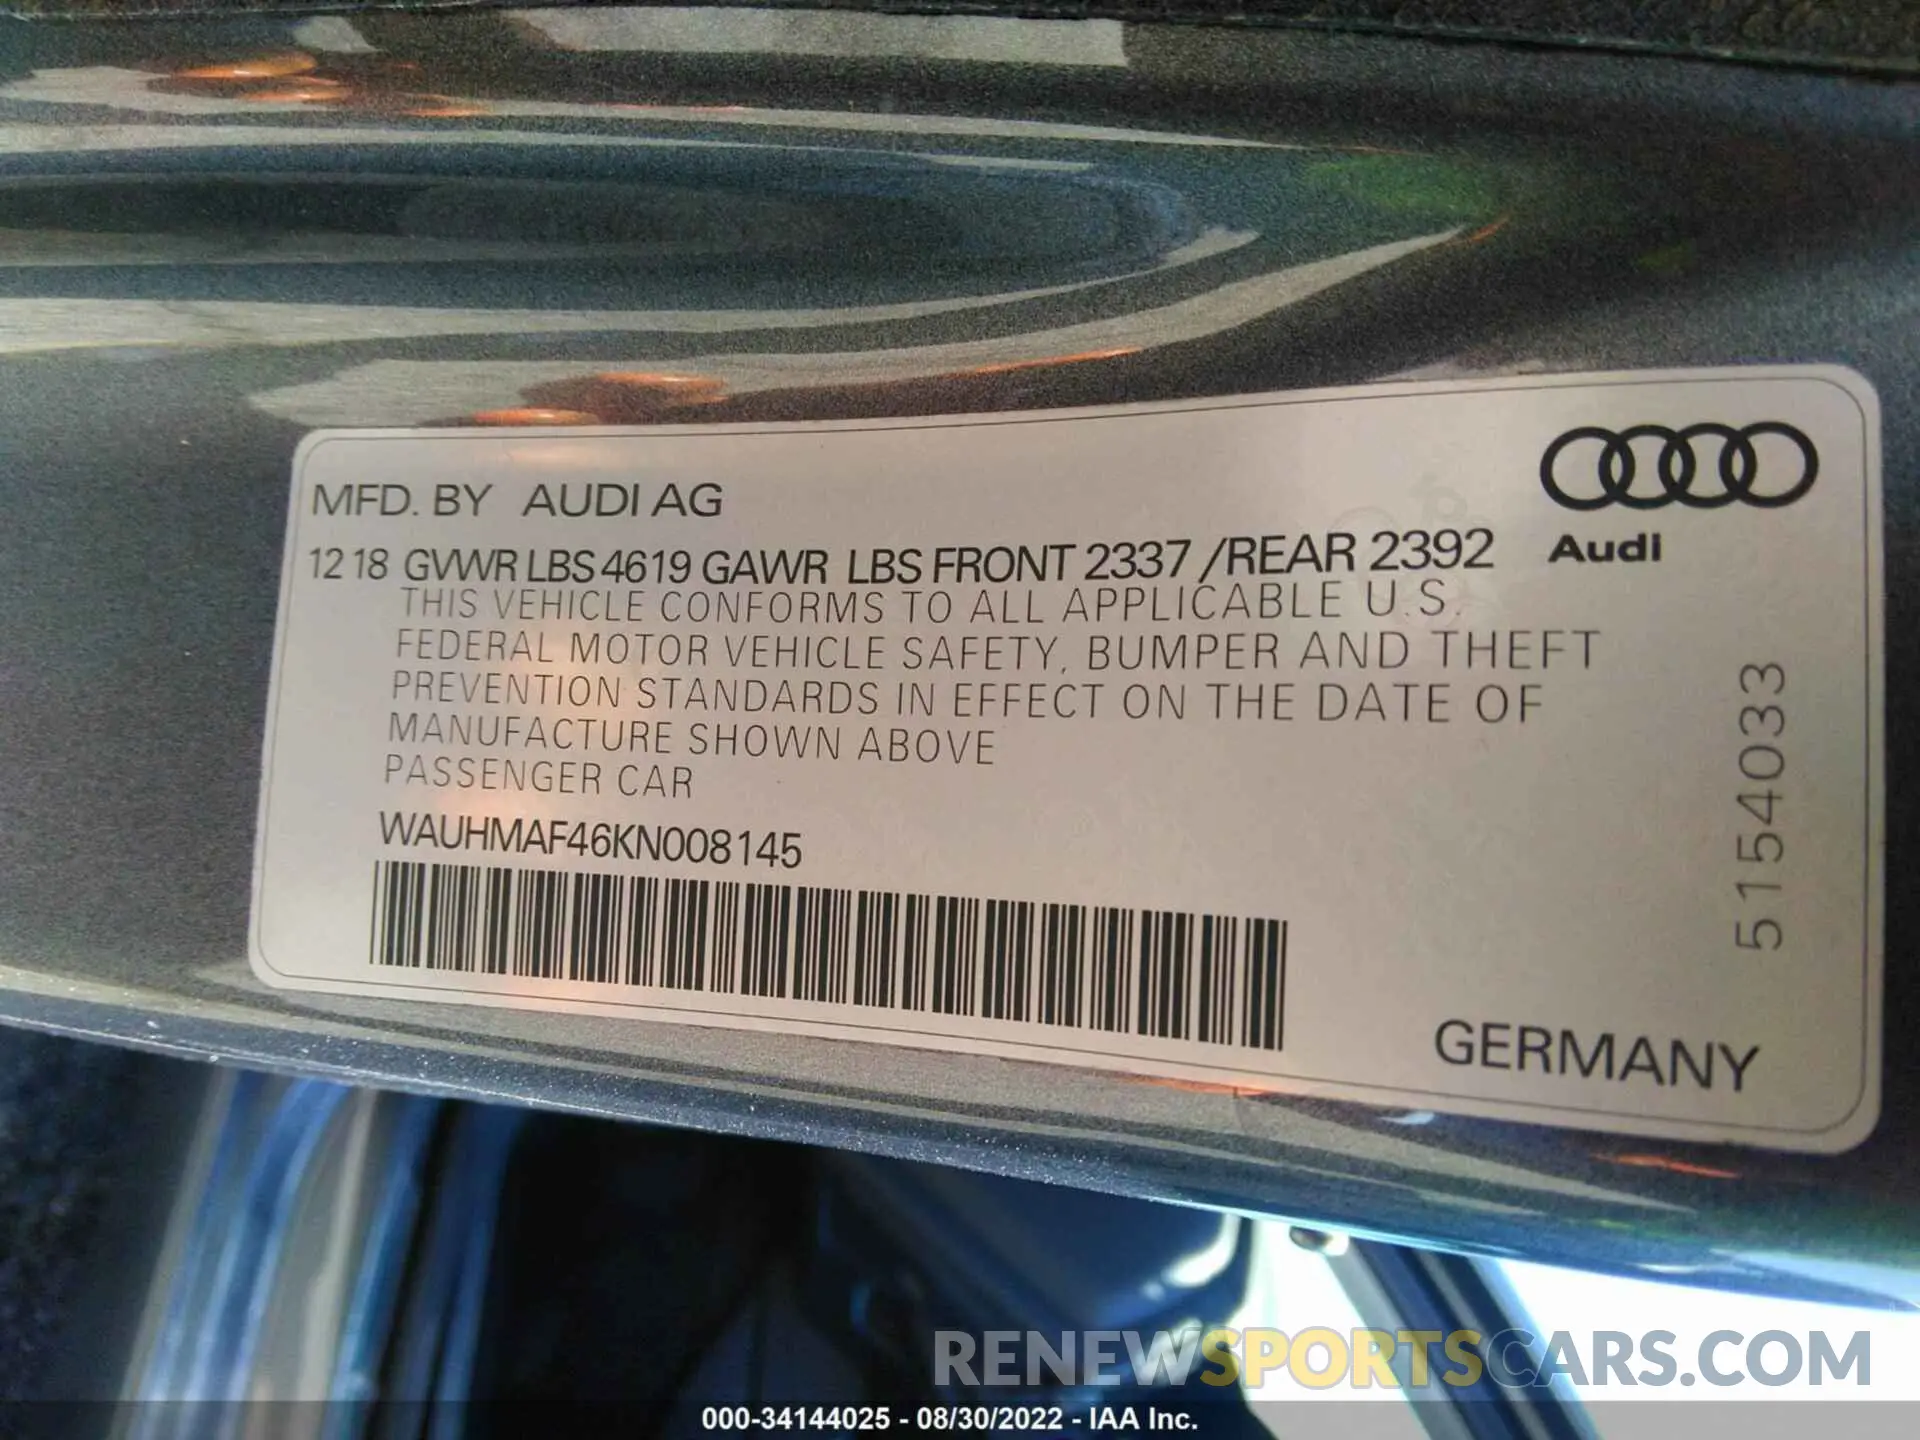 MFD. BY AUDI AG
12 18 GVWR LBS 4619 GAWR LBS FRONT 2337 /REAR 2392
Audi
THIS VEHICLE CONFORMS TO ALL APPLICABLE U.S.
FEDERAL MOTOR VEHICLE SAFETY, BUMPER AND THEFT
PREVENTION STANDARDS IN EFFECT ON THE DATE OF
MANUFACTURE SHOWN ABOVE
PASSENGER CAR
WAUHMAF46KN008145
5154033
GERMANY
RENEWSPORTSCARS.COM
000-34144025 - 08/30/2022 - IAA Inc.